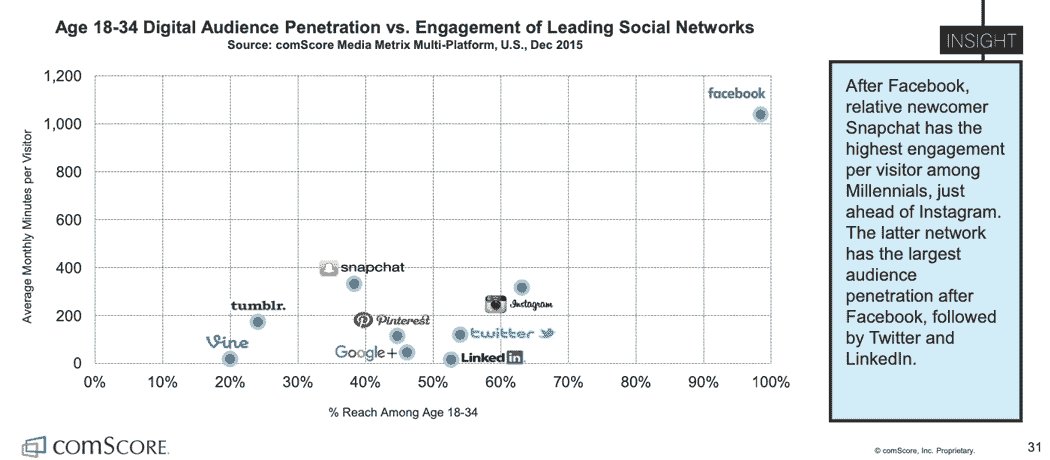 Age 18-34 Digital Audience Penetration vs. Engagement of Leading Social Networks
Source: comScore Media Metrix Multi-Platform, U.S., Dec 2015
INSIGHT
After Facebook,
relative newcomer
Snapchat has the
highest engagement
per visitor among
Millennials, just
ahead of Instagram.
The latter network
has the largest
audience
penetration after
Facebook, followed
by Twitter and
LinkedIn.
Average Monthly Minutes per Visitor
1,200
1,000
800
600
400
200
0
facebook
snapchat
Instagram
tumblr.
Pinterest
twitter
Vine
Google+
Linked in
0% 10% 20% 30% 40% 50% 60% 70% 80% 90% 100%
% Reach Among Age 18-34
comSCORE.
© comScore, Inc. Proprietary.
31